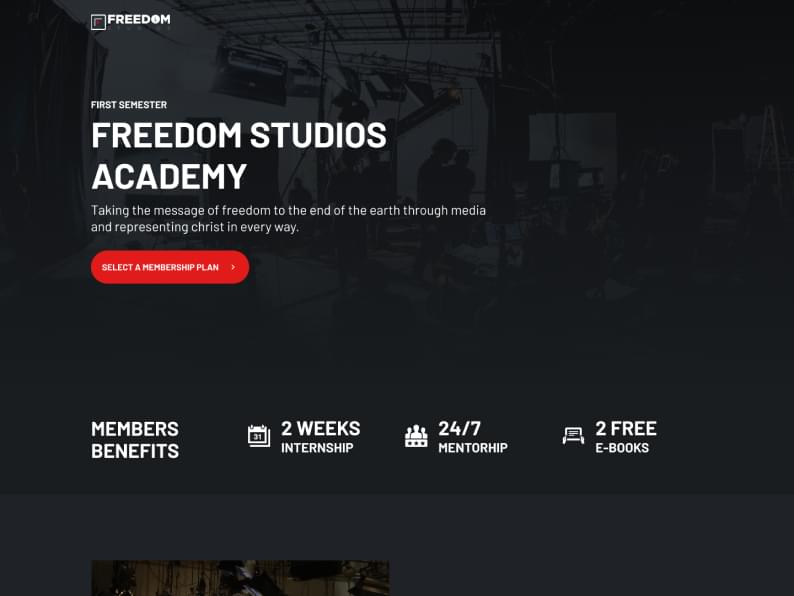 FREEDOM
FIRST SEMESTER
FREEDOM STUDIOS
ACADEMY
Taking the message of freedom to the end of the earth through media
and representing christ in every way.
SELECT A MEMBERSHIP PLAN
MEMBERS
BENEFITS
31
2 WEEKS
INTERNSHIP
24/7
MENTORHIP
2 FREE
E-BOOKS